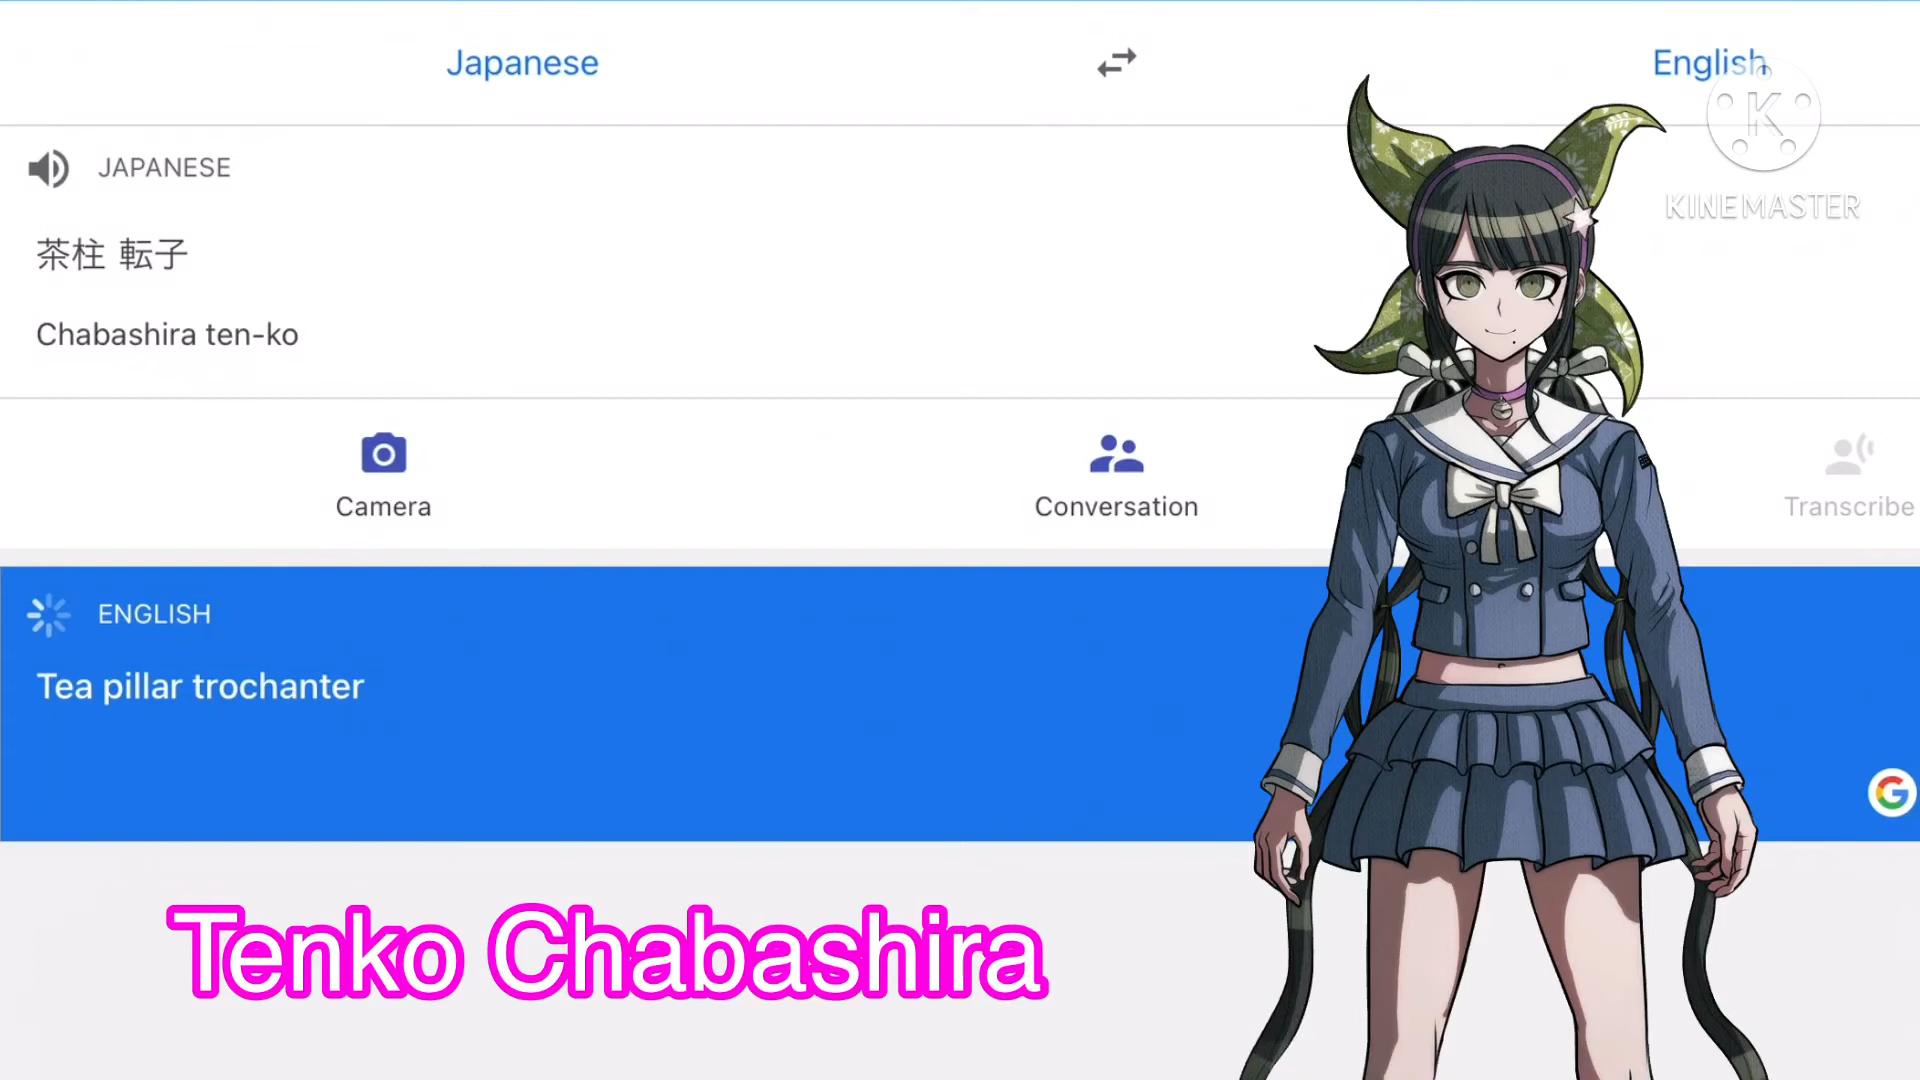 Japanese
English
K
KINEMASTER
JAPANESE
茶柱 転子
Chabashira ten-ko
Camera
Conversation
Transcribe
ENGLISH
Tea pillar trochanter
G
Tenko Chabashira